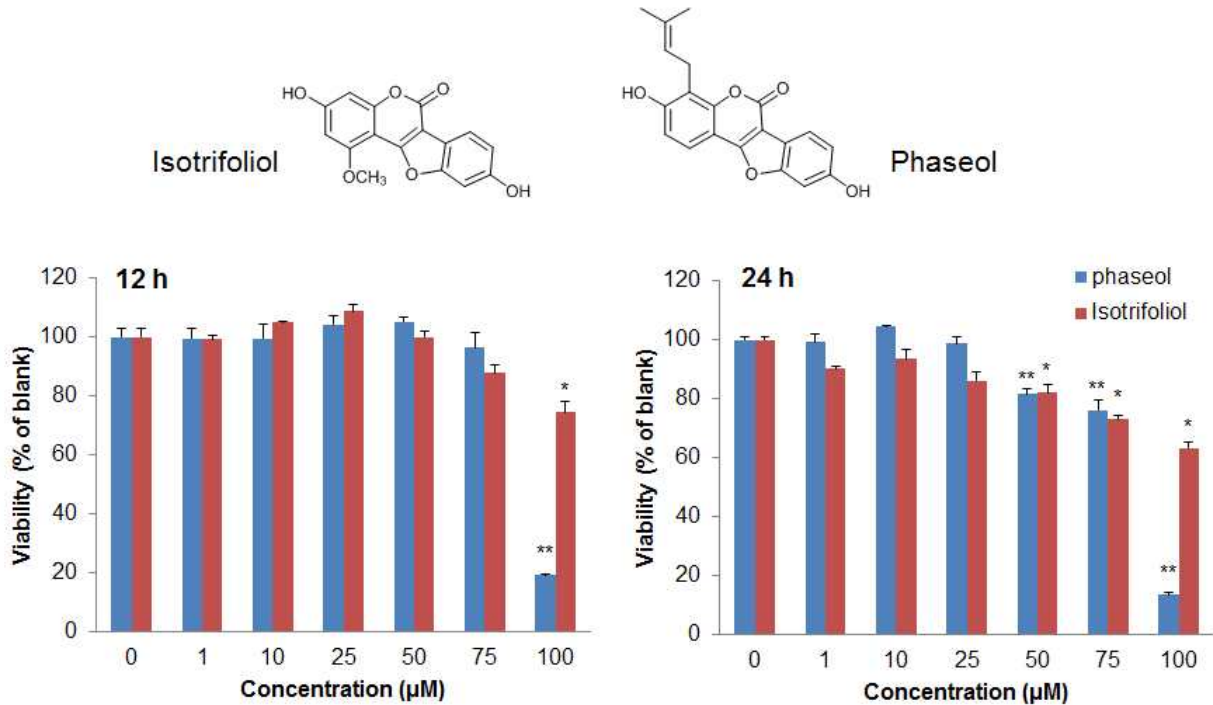 HO
O
O
OCH3
O
OH
Isotrifoliol
HO
O
O
O
OH
Phaseol
12 h
Viability (% of blank)
120
100
80
60
40
20
0
*
**
0 1 10 25 50 75 100
Concentration (µM)
24 h
phaseol
Isotrifoliol
Viability (% of blank)
120
100
80
60
40
20
0
** *
** *
*
**
0 1 10 25 50 75 100
Concentration (µM)